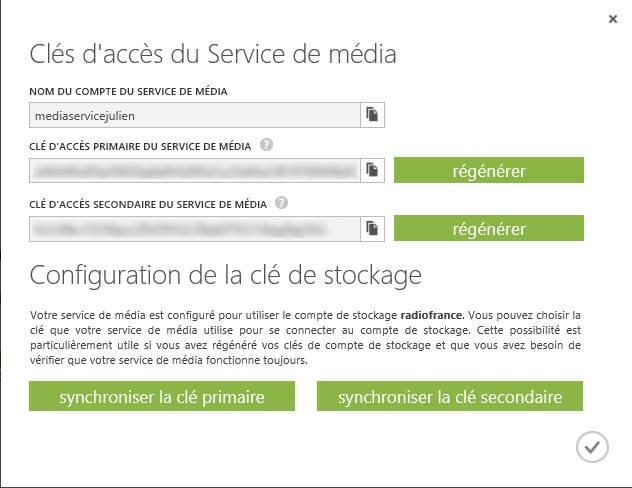 Clés d'accès du Service de média
NOM DU COMPTE DU SERVICE DE MÉDIA
mediaservicejulien
CLÉ D'ACCÈS PRIMAIRE DU SERVICE DE MÉDIA ?
régénérer
CLÉ D'ACCÈS SECONDAIRE DU SERVICE DE MÉDIA ?
régénérer
Configuration de la clé de stockage
Votre service de média est configuré pour utiliser le compte de stockage radiofrance. Vous pouvez choisir la
clé que votre service de média utilise pour se connecter au compte de stockage. Cette possibilité est
particulièrement utile si vous avez régénéré vos clés de compte de stockage et que vous avez besoin de
vérifier que votre service de média fonctionne toujours.
synchroniser la clé primaire
synchroniser la clé secondaire